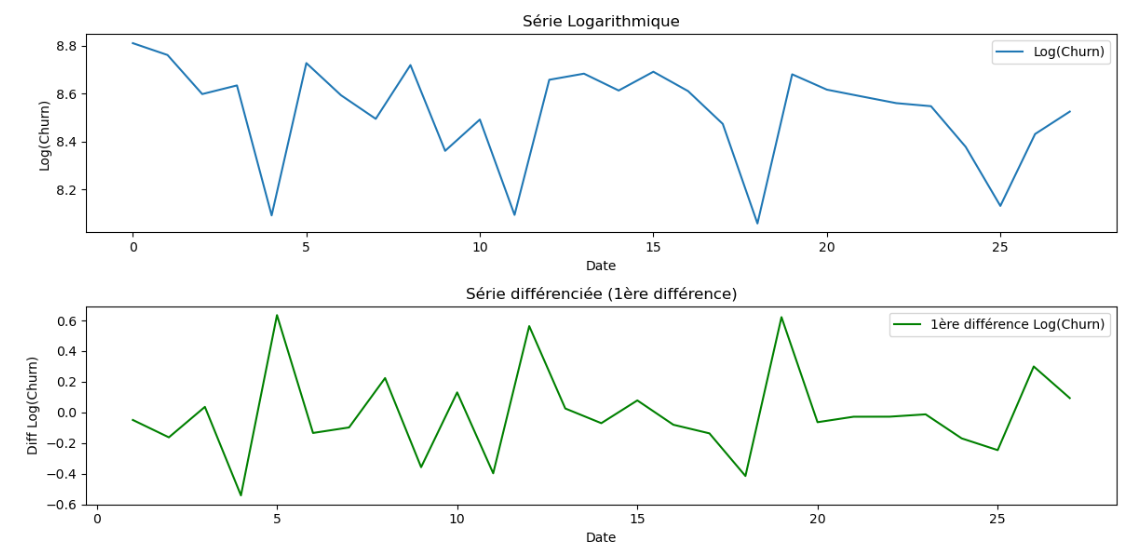 Série Logarithmique
Log(Churn)
Log(Churn)
8.8
8.6
8.4
8.2
0 5 10 15 20 25
Date
Série différenciée (1ère différence)
1ère différence Log(Churn)
Diff Log(Churn)
0.6
0.4
0.2
0.0
−0.2
−0.4
−0.6
0 5 10 15 20 25
Date